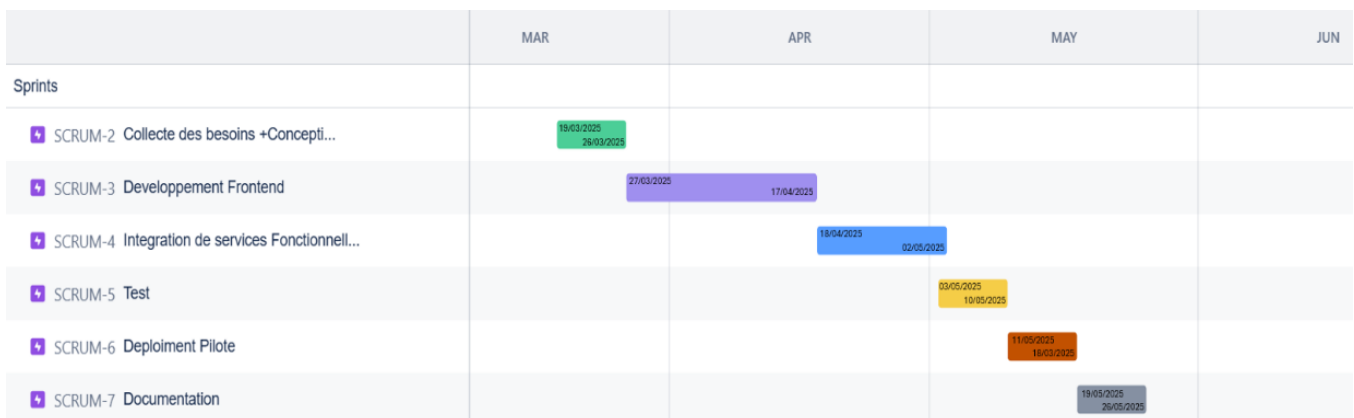 MAR APR MAY JUN
Sprints
SCRUM-2 Collecte des besoins +Concepti...
19/03/2025
26/03/2025
SCRUM-3 Developpement Frontend
27/03/2025
17/04/2025
SCRUM-4 Integration de services Fonctionnell...
18/04/2025
02/05/2025
SCRUM-5 Test
03/05/2025
10/05/2025
SCRUM-6 Deploiment Pilote
11/05/2025
18/03/2025
SCRUM-7 Documentation
19/05/2025
26/05/2025